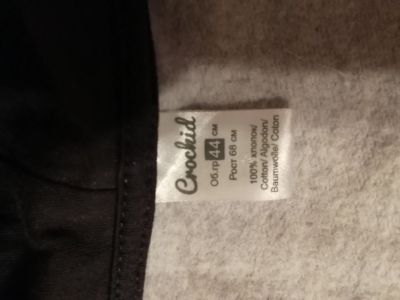 Crockid
Об.гр 44 см
Рост 68 см
100% хлопок/
Cotton/ Algodon/
Baumwolle/ Coton